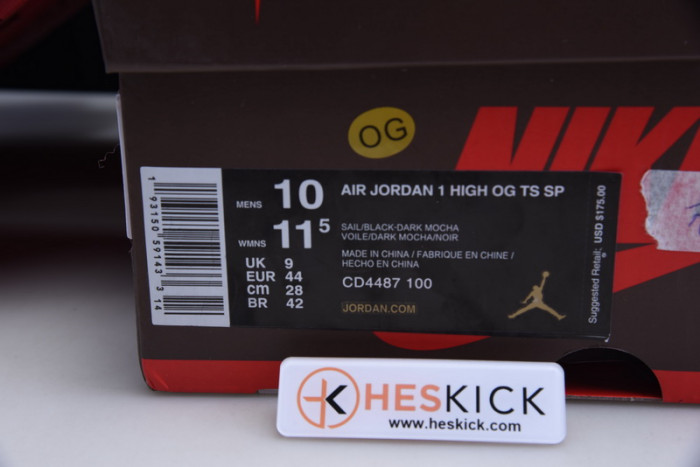 OG
NIKE
MENS 10
WMNS 11 5
AIR JORDAN 1 HIGH OG TS SP
SAIL/BLACK-DARK MOCHA
VOILE/DARK MOCHA/NOIR
MADE IN CHINA / FABRIQUE EN CHINE /
HECHO EN CHINA
UK 9
EUR 44
cm 28
BR 42
CD4487 100
JORDAN.COM
Suggested Retail: USD $175.00
1 93150 59143 3 14
HESKICK
www.heskick.com